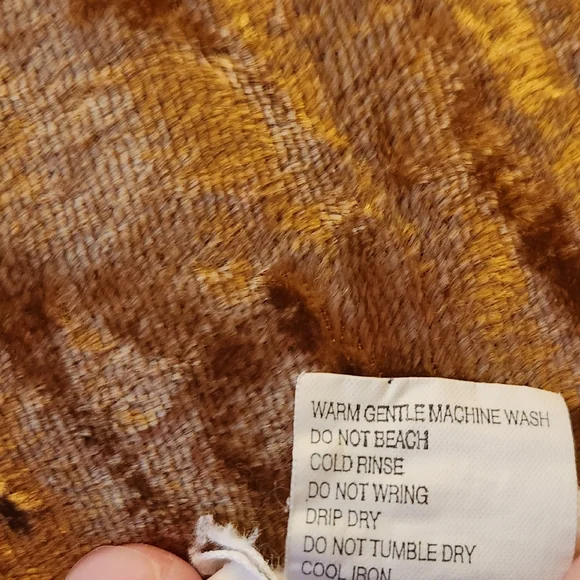 WARM GENTLE MACHINE WASH
DO NOT BEACH
COLD RINSE
DO NOT WRING
DRIP DRY
DO NOT TUMBLE DRY
COOL IRON